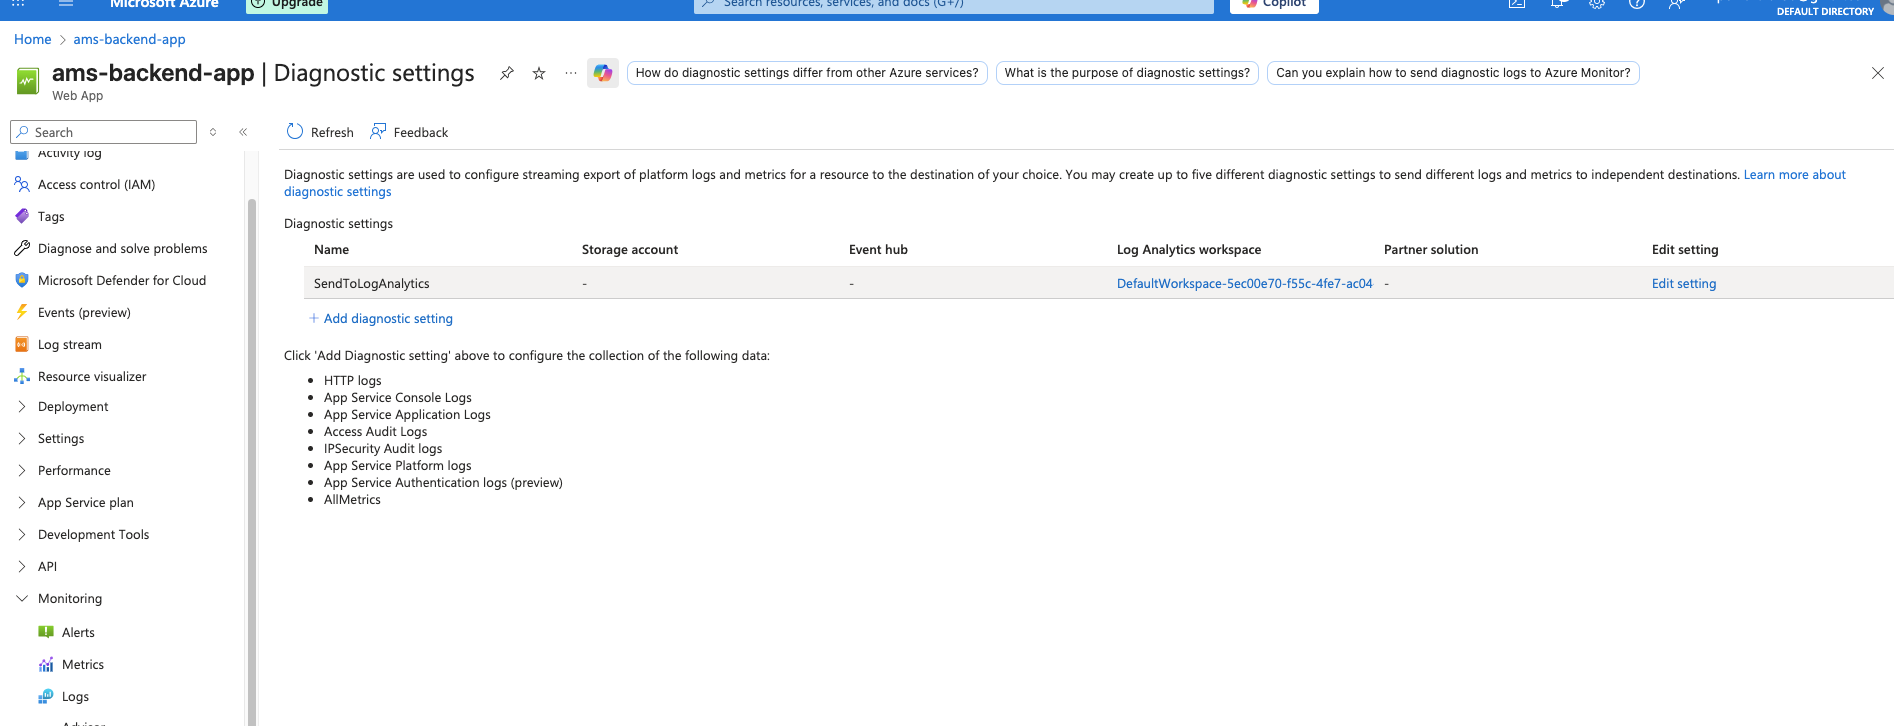 Microsoft Azure
Upgrade
Search resources, services, and docs (G+/)
Copilot
DEFAULT DIRECTORY
Home > ams-backend-app
ams-backend-app | Diagnostic settings
Web App
How do diagnostic settings differ from other Azure services?
What is the purpose of diagnostic settings?
Can you explain how to send diagnostic logs to Azure Monitor?
Search
Activity log
Access control (IAM)
Tags
Diagnose and solve problems
Microsoft Defender for Cloud
Events (preview)
Log stream
Resource visualizer
Deployment
Settings
Performance
App Service plan
Development Tools
API
Monitoring
Alerts
Metrics
Logs
Advisor
Refresh
Feedback
Diagnostic settings are used to configure streaming export of platform logs and metrics for a resource to the destination of your choice. You may create up to five different diagnostic settings to send different logs and metrics to independent destinations. Learn more about
diagnostic settings
Diagnostic settings
Name Storage account Event hub Log Analytics workspace Partner solution Edit setting
SendToLogAnalytics - - DefaultWorkspace-5ec00e70-f55c-4fe7-ac04 - Edit setting
+ Add diagnostic setting
Click 'Add Diagnostic setting' above to configure the collection of the following data:
• HTTP logs
• App Service Console Logs
• App Service Application Logs
• Access Audit Logs
• IPSecurity Audit logs
• App Service Platform logs
• App Service Authentication logs (preview)
• AllMetrics